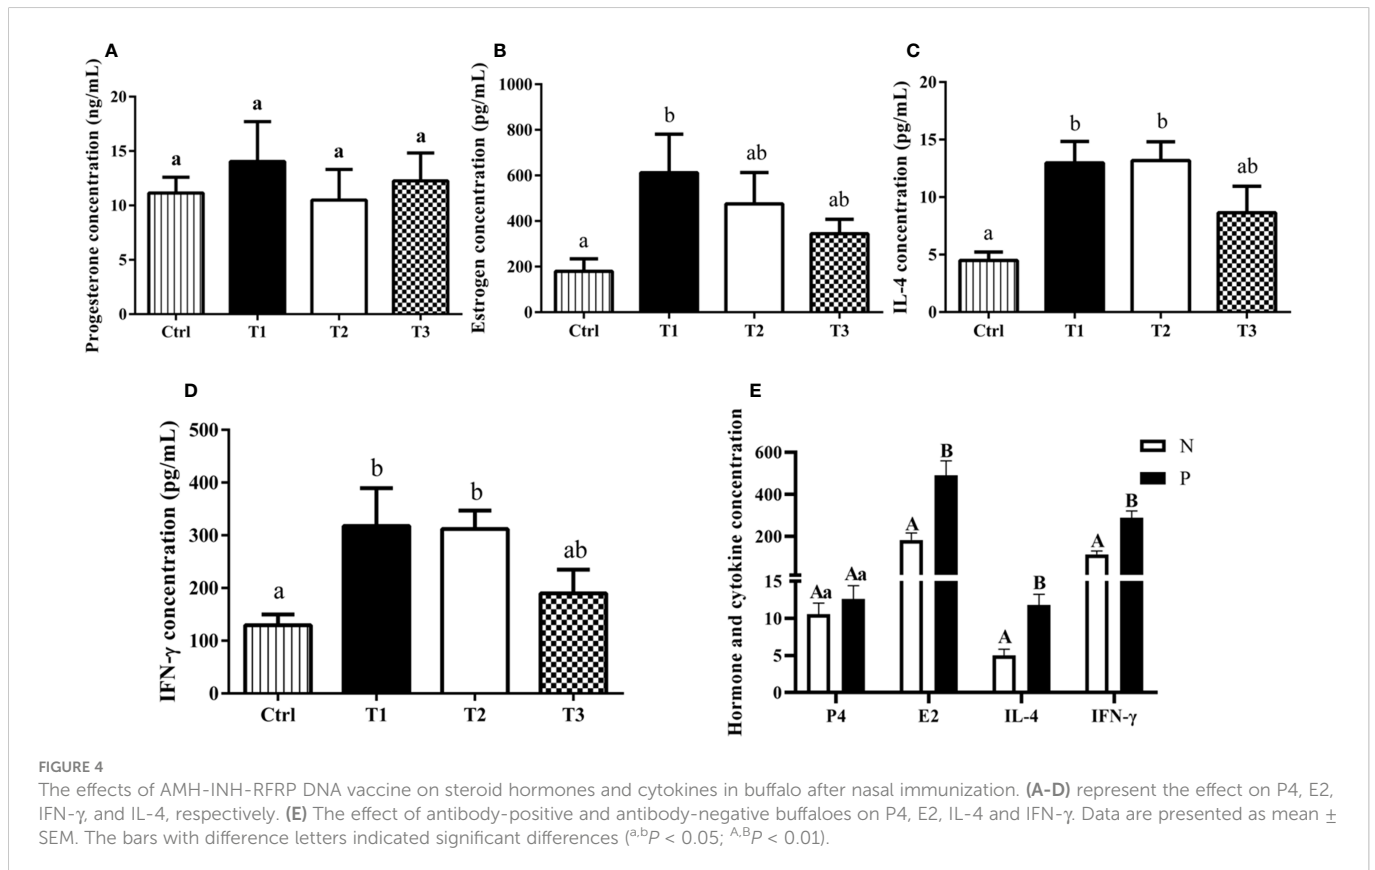 A
Progesterone concentration (ng/mL)
20
15
10
5
0
a
a
a
a
Ctrl
T1
T2
T3
B
Estrogen concentration (pg/mL)
1000
800
600
400
200
0
a
b
ab
ab
Ctrl
T1
T2
T3
C
IL-4 concentration (pg/mL)
20
15
10
5
0
a
b
b
ab
Ctrl
T1
T2
T3
D
IFN-γ concentration (pg/mL)
500
400
300
200
100
0
a
b
b
ab
Ctrl
T1
T2
T3
E
Hormone and cytokine concentration
600
400
200
15
10
5
0
Aa
Aa
A
B
A
B
A
B
P4
E2
IL-4
IFN-γ
N
P
FIGURE 4
The effects of AMH-INH-RFRP DNA vaccine on steroid hormones and cytokines in buffalo after nasal immunization. (A-D) represent the effect on P4, E2,
IFN-γ, and IL-4, respectively. (E) The effect of antibody-positive and antibody-negative buffaloes on P4, E2, IL-4 and IFN-γ. Data are presented as mean ±
SEM. The bars with difference letters indicated significant differences (a,bP < 0.05; A,BP < 0.01).